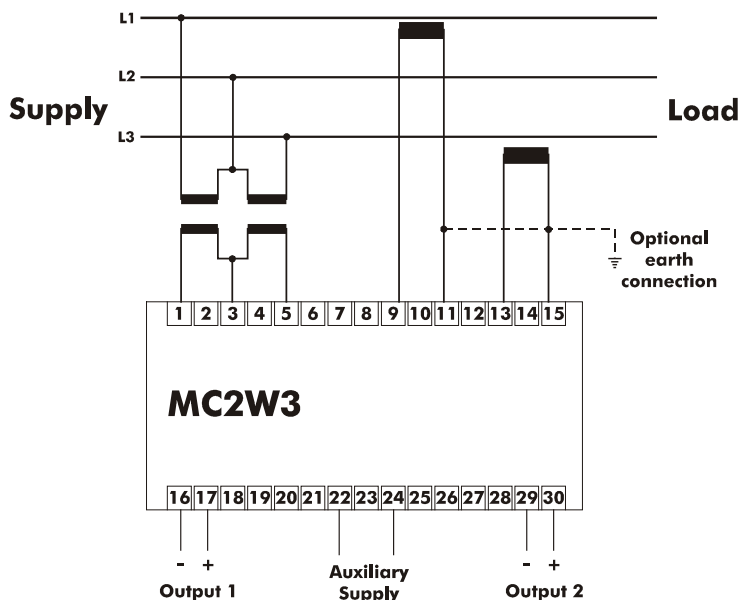 L1
L2
Supply
Load
L3
Optional
earth
connection
1 2 3 4 5 6 7 8 9 10 11 12 13 14 15
MC2W3
16 17 18 19 20 21 22 23 24 25 26 27 28 29 30
- + - +
Output 1
Auxiliary
Supply
Output 2